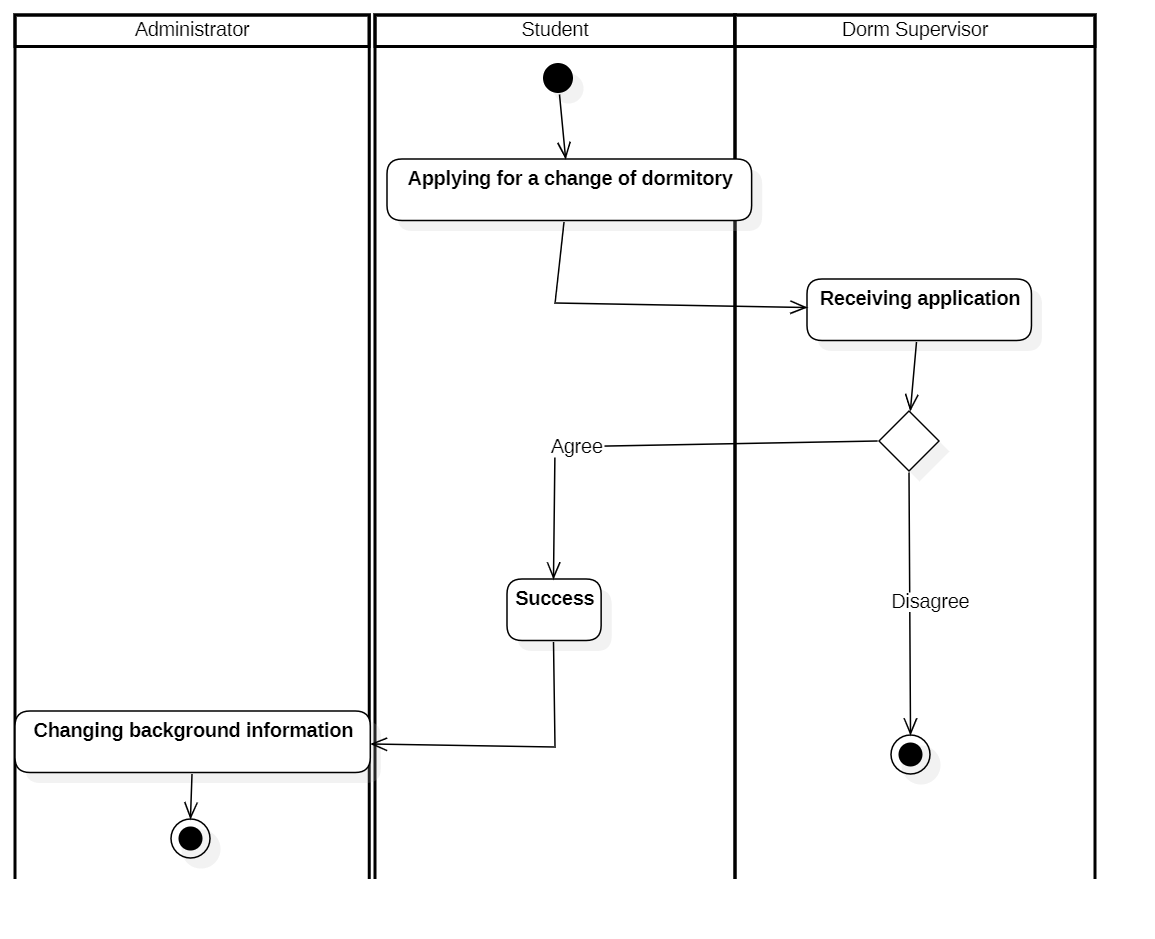 Administrator
Student
Dorm Supervisor
Applying for a change of dormitory
Receiving application
Agree
Success
Disagree
Changing background information